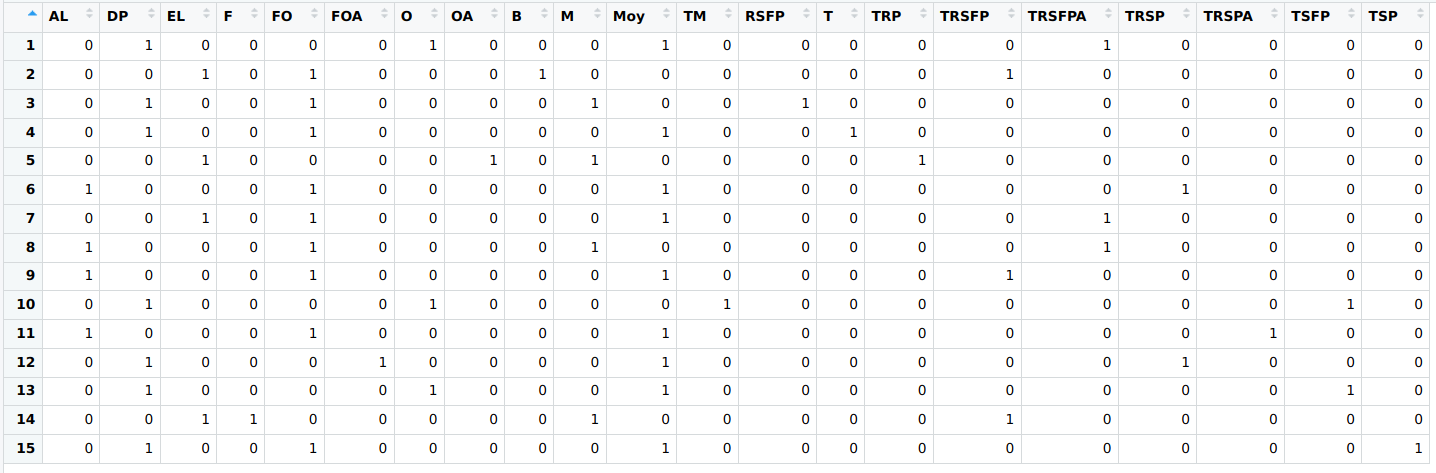 AL DP EL F FO FOA O OA B M Moy TM RSFP T TRP TRSFP TRSFPA TRSP TRSPA TSFP TSP
1 0 1 0 0 0 0 1 0 0 0 1 0 0 0 0 0 1 0 0 0 0
2 0 0 1 0 1 0 0 0 1 0 0 0 0 0 0 1 0 0 0 0 0
3 0 1 0 0 1 0 0 0 0 1 0 0 1 0 0 0 0 0 0 0 0
4 0 1 0 0 1 0 0 0 0 0 1 0 0 1 0 0 0 0 0 0 0
5 0 0 1 0 0 0 0 1 0 1 0 0 0 0 1 0 0 0 0 0 0
6 1 0 0 0 1 0 0 0 0 0 1 0 0 0 0 0 0 1 0 0 0
7 0 0 1 0 1 0 0 0 0 0 1 0 0 0 0 0 1 0 0 0 0
8 1 0 0 0 1 0 0 0 0 1 0 0 0 0 0 0 1 0 0 0 0
9 1 0 0 0 1 0 0 0 0 0 1 0 0 0 0 1 0 0 0 0 0
10 0 1 0 0 0 0 1 0 0 0 0 1 0 0 0 0 0 0 0 1 0
11 1 0 0 0 1 0 0 0 0 0 1 0 0 0 0 0 0 0 1 0 0
12 0 1 0 0 0 1 0 0 0 0 1 0 0 0 0 0 0 1 0 0 0
13 0 1 0 0 0 0 1 0 0 0 1 0 0 0 0 0 0 0 0 1 0
14 0 0 1 1 0 0 0 0 0 1 0 0 0 0 0 1 0 0 0 0 0
15 0 1 0 0 1 0 0 0 0 0 1 0 0 0 0 0 0 0 0 0 1